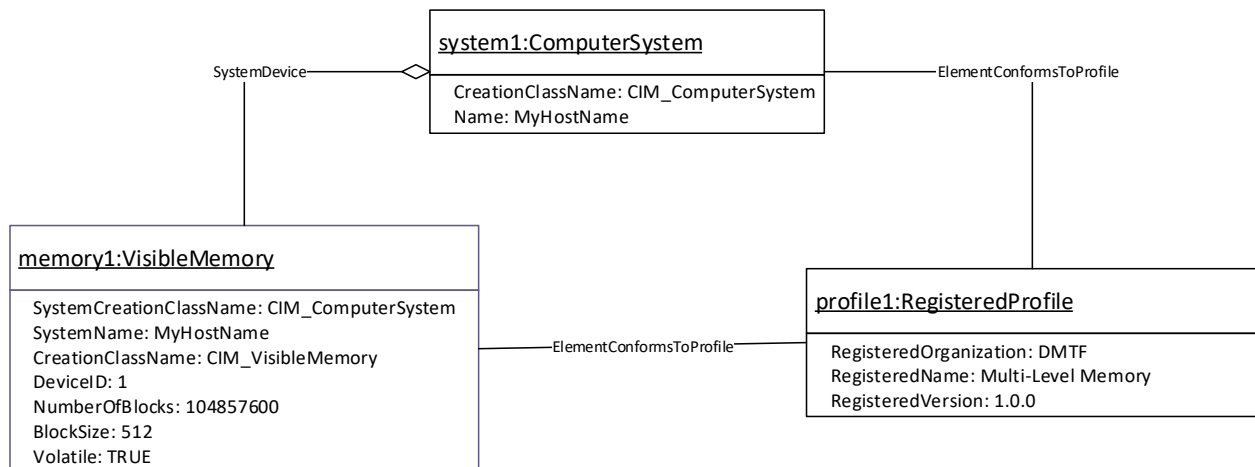 system1:ComputerSystem
SystemDevice
ElementConformsToProfile
CreationClassName: CIM_ComputerSystem
Name: MyHostName
memory1:VisibleMemory
SystemCreationClassName: CIM_ComputerSystem
SystemName: MyHostName
CreationClassName: CIM_VisibleMemory
DeviceID: 1
NumberOfBlocks: 104857600
BlockSize: 512
Volatile: TRUE
ElementConformsToProfile
profile1:RegisteredProfile
RegisteredOrganization: DMTF
RegisteredName: Multi-Level Memory
RegisteredVersion: 1.0.0